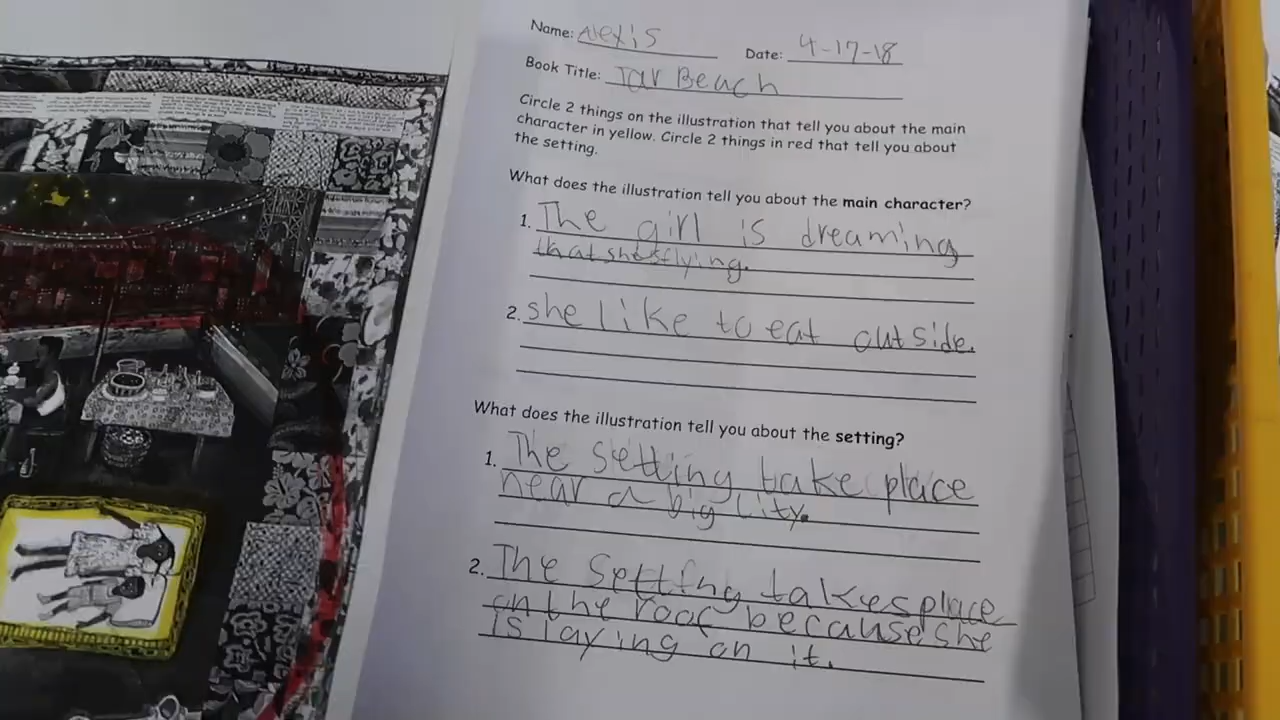 Name: Alexis
Date: 4-17-18
Book Title: Tar Beach
Circle 2 things on the illustration that tell you about the main
character in yellow. Circle 2 things in red that tell you about
the setting.
What does the illustration tell you about the main character?
1. The girl is dreaming
that she is flying.
2. she like to eat outside.
What does the illustration tell you about the setting?
1. The setting take place
near a big city.
2. The setting takes place
on the roof because she
is laying on it.